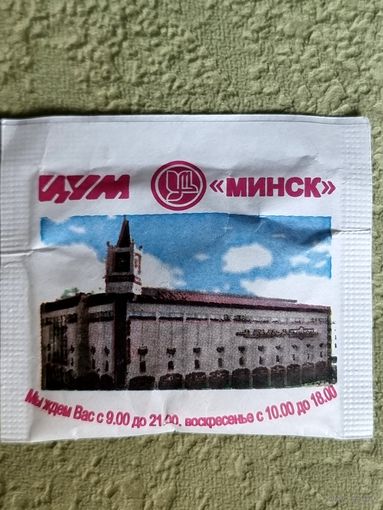 ЦУМ «МИНСК»
Мы ждем Вас с 9.00 до 21.00, воскресенье с 10.00 до 18.00